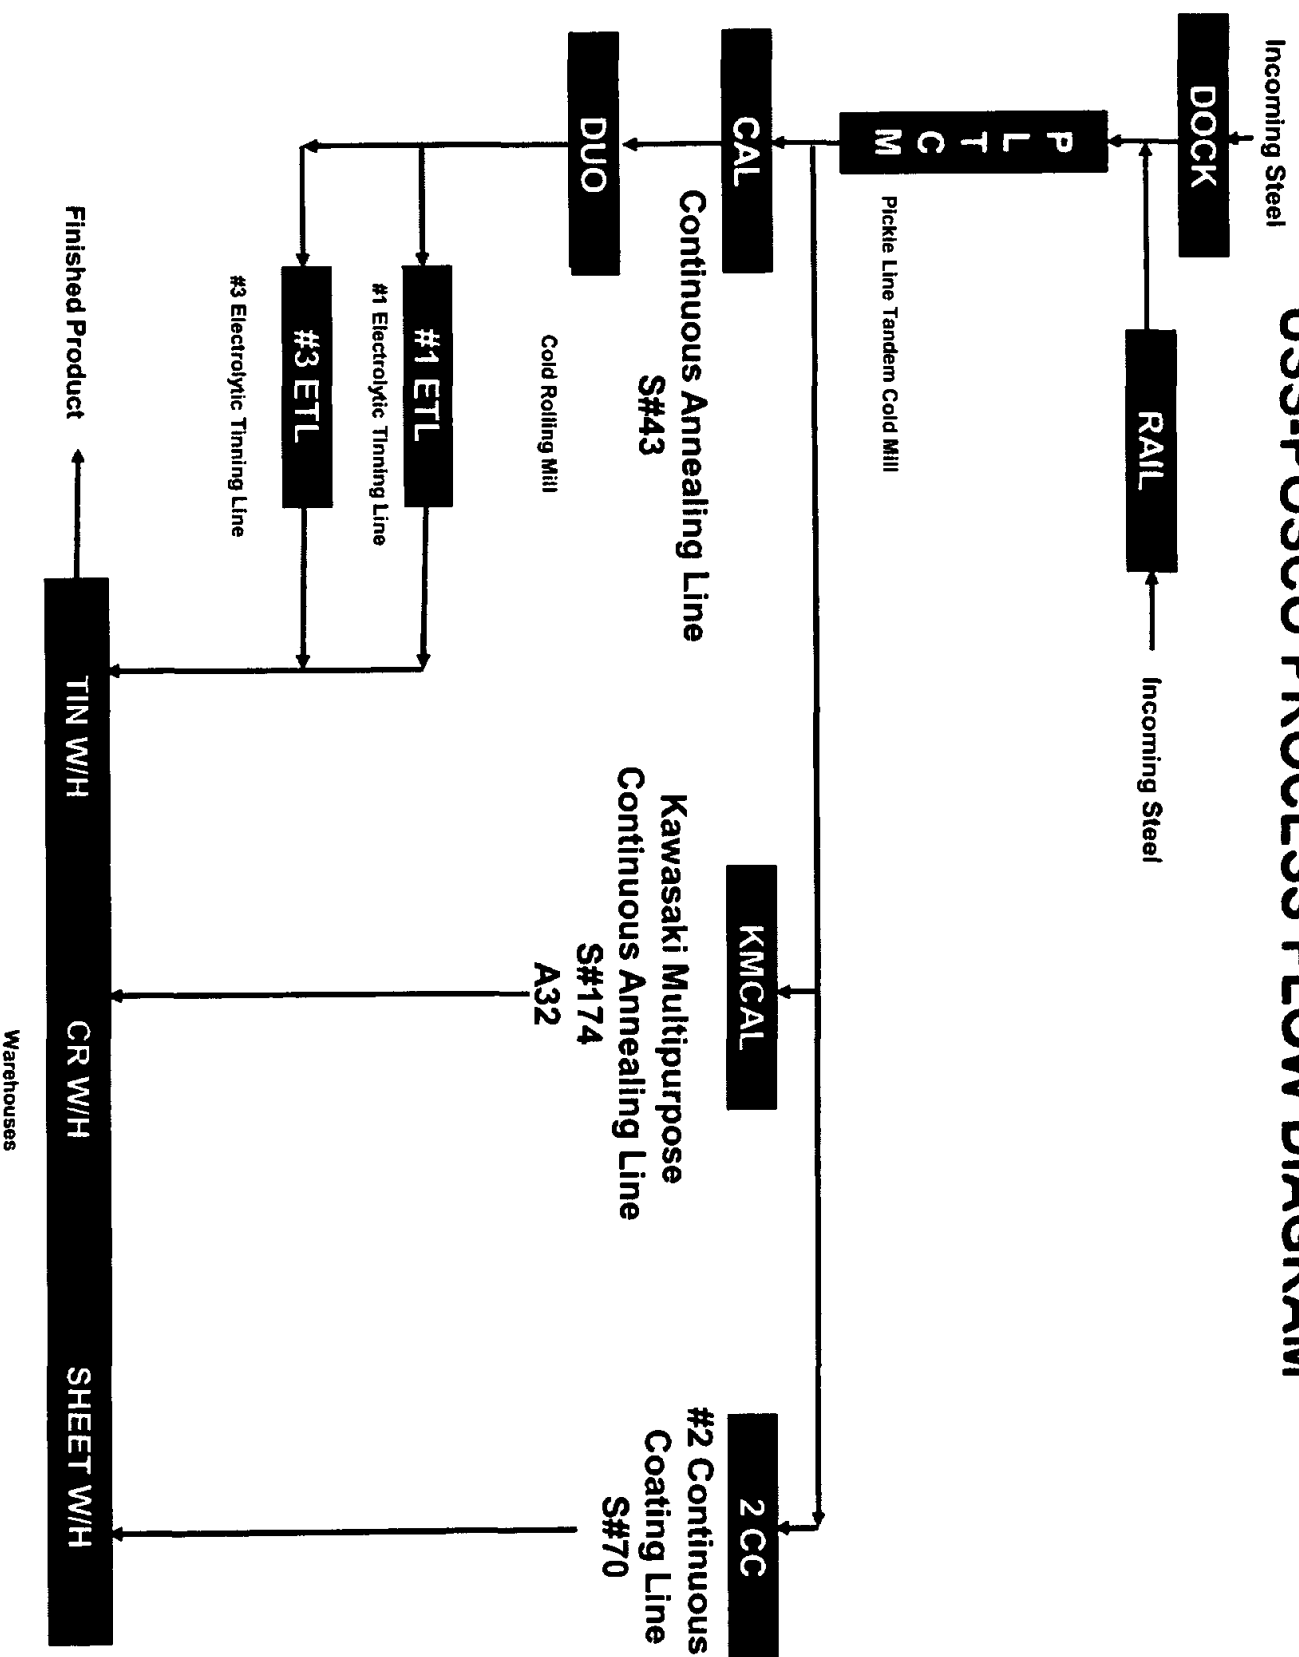 USS-POSCO PROCESS FLOW DIAGRAM
Incoming Steel
DOCK
RAIL
Incoming Steel
P
L
T
C
M
Pickle Line Tandem Cold Mill
CAL
Continuous Annealing Line
S#43
KMCAL
Kawasaki Multipurpose
Continuous Annealing Line
S#174
A32
2 CC
#2 Continuous
Coating Line
S#70
DUO
Cold Rolling Mill
#1 ETL
#1 Electrolytic Tinning Line
#3 ETL
#3 Electrolytic Tinning Line
Finished Product
TIN W/H
CR W/H
SHEET W/H
Warehouses